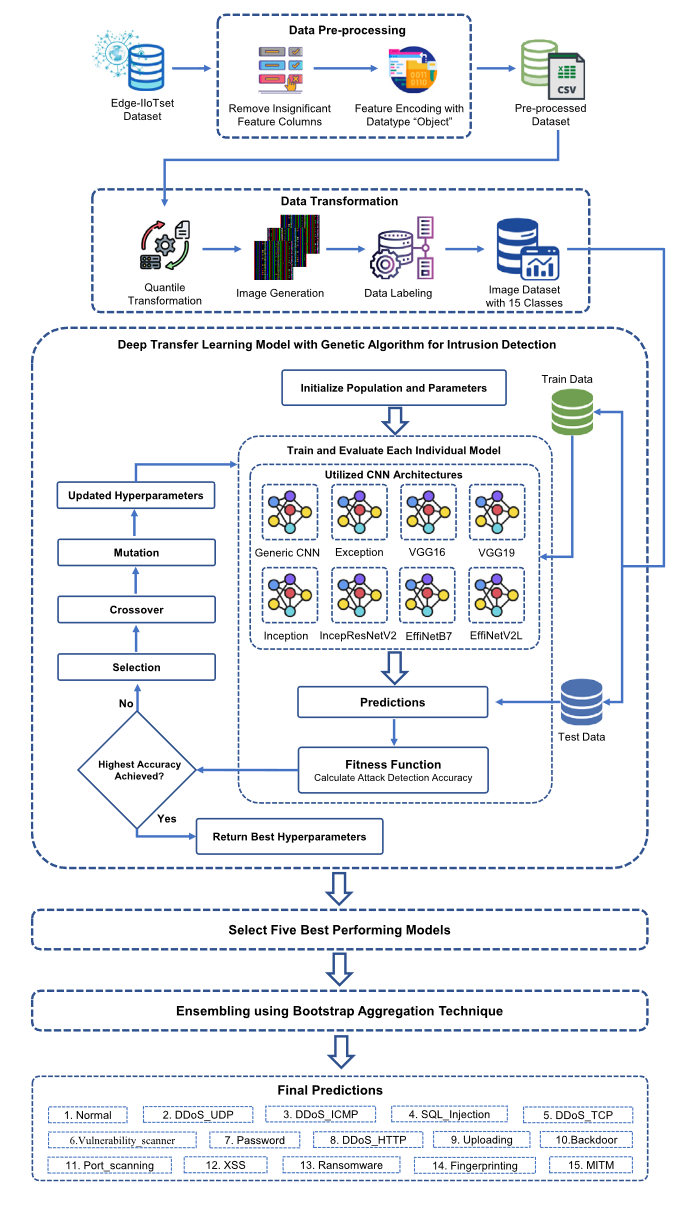 Data Pre-processing
Edge-IIoTset
Dataset
Remove Insignificant
Feature Columns
Feature Encoding with
Datatype “Object”
0011
0110
CSV
Pre-processed
Dataset
Data Transformation
Quantile
Transformation
Image Generation
Data Labeling
Image Dataset
with 15 Classes
Deep Transfer Learning Model with Genetic Algorithm for Intrusion Detection
Initialize Population and Parameters
Train Data
Train and Evaluate Each Individual Model
Utilized CNN Architectures
Updated Hyperparameters
Generic CNN
Exception
VGG16
VGG19
Mutation
Crossover
Inception
IncepResNetV2
EffiNetB7
EffiNetV2L
Selection
No
Predictions
Test Data
Highest Accuracy
Achieved?
Fitness Function
Calculate Attack Detection Accuracy
Yes
Return Best Hyperparameters
Select Five Best Performing Models
Ensembling using Bootstrap Aggregation Technique
Final Predictions
1. Normal
2. DDoS_UDP
3. DDoS_ICMP
4. SQL_Injection
5. DDoS_TCP
6.Vulnerability_scanner
7. Password
8. DDoS_HTTP
9. Uploading
10.Backdoor
11. Port_scanning
12. XSS
13. Ransomware
14. Fingerprinting
15. MITM